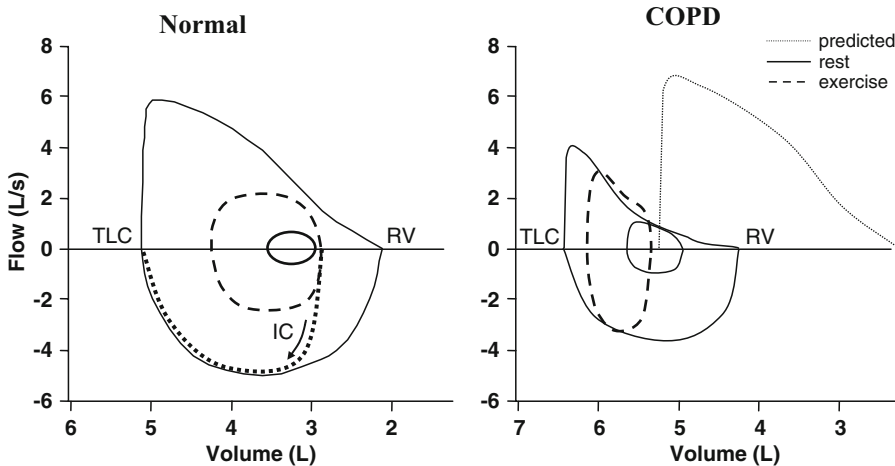 Normal
8
6
4
2
0
-2
-4
-6
Flow (L/s)
TLC
RV
IC
6 5 4 3 2
Volume (L)
COPD
predicted
rest
exercise
8
6
4
2
0
-2
-4
-6
TLC
RV
7 6 5 4 3
Volume (L)